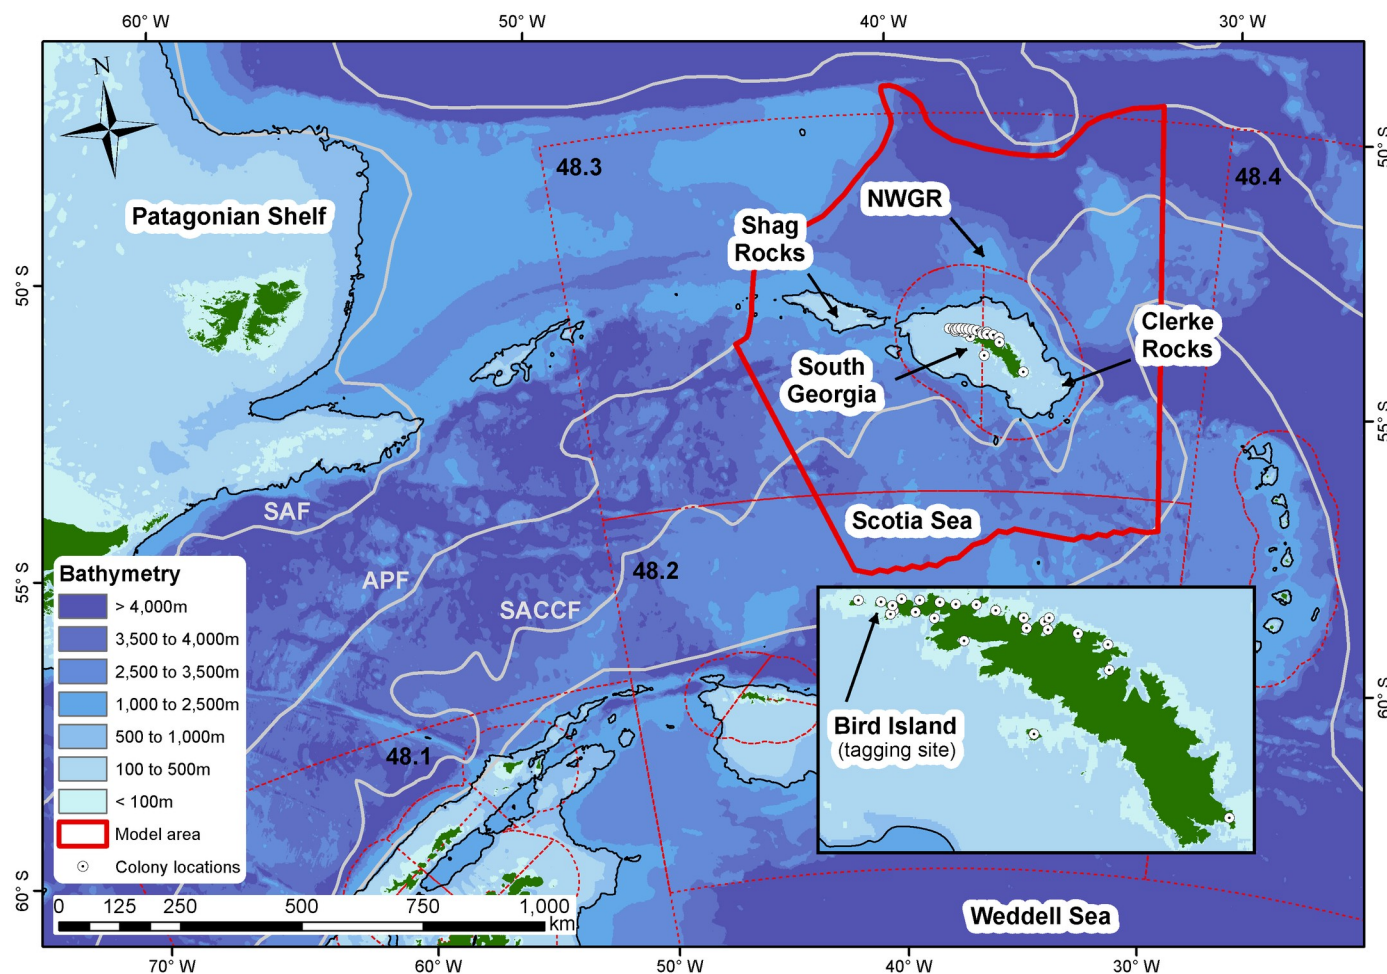 60° W
50° W
40° W
30° W
N
50° S
48.3
48.4
NWGR
Patagonian Shelf
Shag
Rocks
50° S
Clerke
Rocks
South
Georgia
55° S
SAF
Scotia Sea
APF
48.2
55° S
SACCF
Bathymetry
> 4,000m
3,500 to 4,000m
2,500 to 3,500m
1,000 to 2,500m
500 to 1,000m
100 to 500m
< 100m
Model area
Colony locations
60° S
48.1
Bird Island
(tagging site)
60° S
0 125 250 500 750 1,000
km
Weddell Sea
70° W
60° W
50° W
40° W
30° W